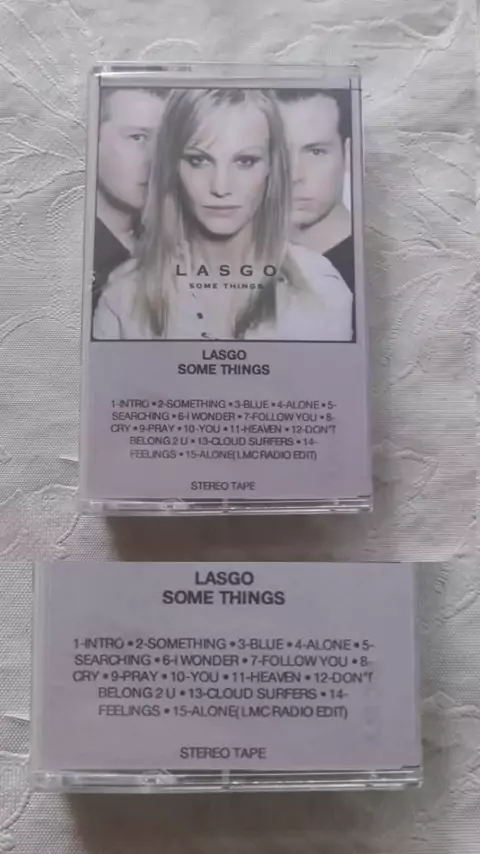 LASGO
SOME THINGS
LASGO
SOME THINGS
1-INTRO•2-SOMETHING•3-BLUE•4-ALONE•5-
SEARCHING•6-I WONDER•7-FOLLOW YOU•8-
CRY•9-PRAY•10-YOU•11-HEAVEN•12-DON'T
BELONG 2 U•13-CLOUD SURFERS•14-
FEELINGS•15-ALONE(LMC RADIO EDIT)
STEREO TAPE
LASGO
SOME THINGS
1-INTRO•2-SOMETHING•3-BLUE•4-ALONE•5-
SEARCHING•6-I WONDER•7-FOLLOW YOU•8-
CRY•9-PRAY•10-YOU•11-HEAVEN•12-DON'T
BELONG 2 U•13-CLOUD SURFERS•14-
FEELINGS•15-ALONE(LMC RADIO EDIT)
STEREO TAPE